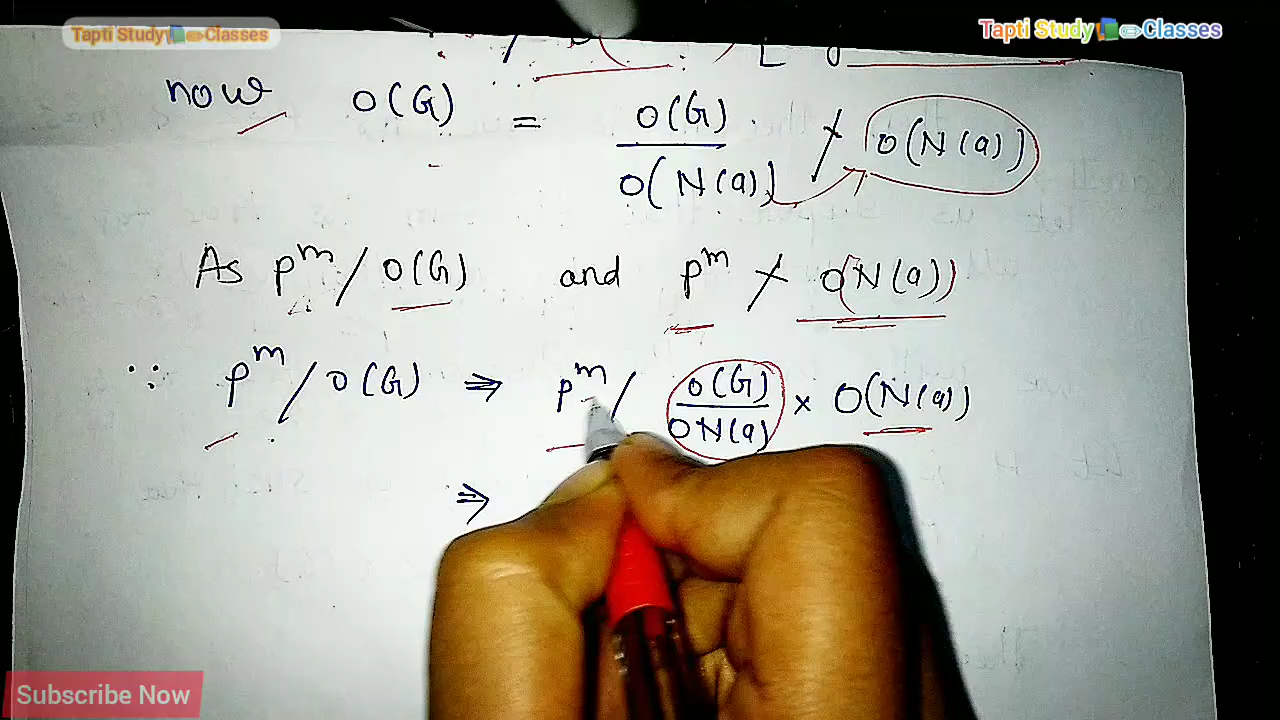 Tapti Study Classes
Tapti Study Classes
now O(G) = O(G) / O(N(a)) × O(N(a))
As p^m / O(G) and p^m ∤ O(N(a))
∵ p^m / O(G) ⇒ p^m / O(G) / O N(a) × O(N(a))
⇒
Subscribe Now